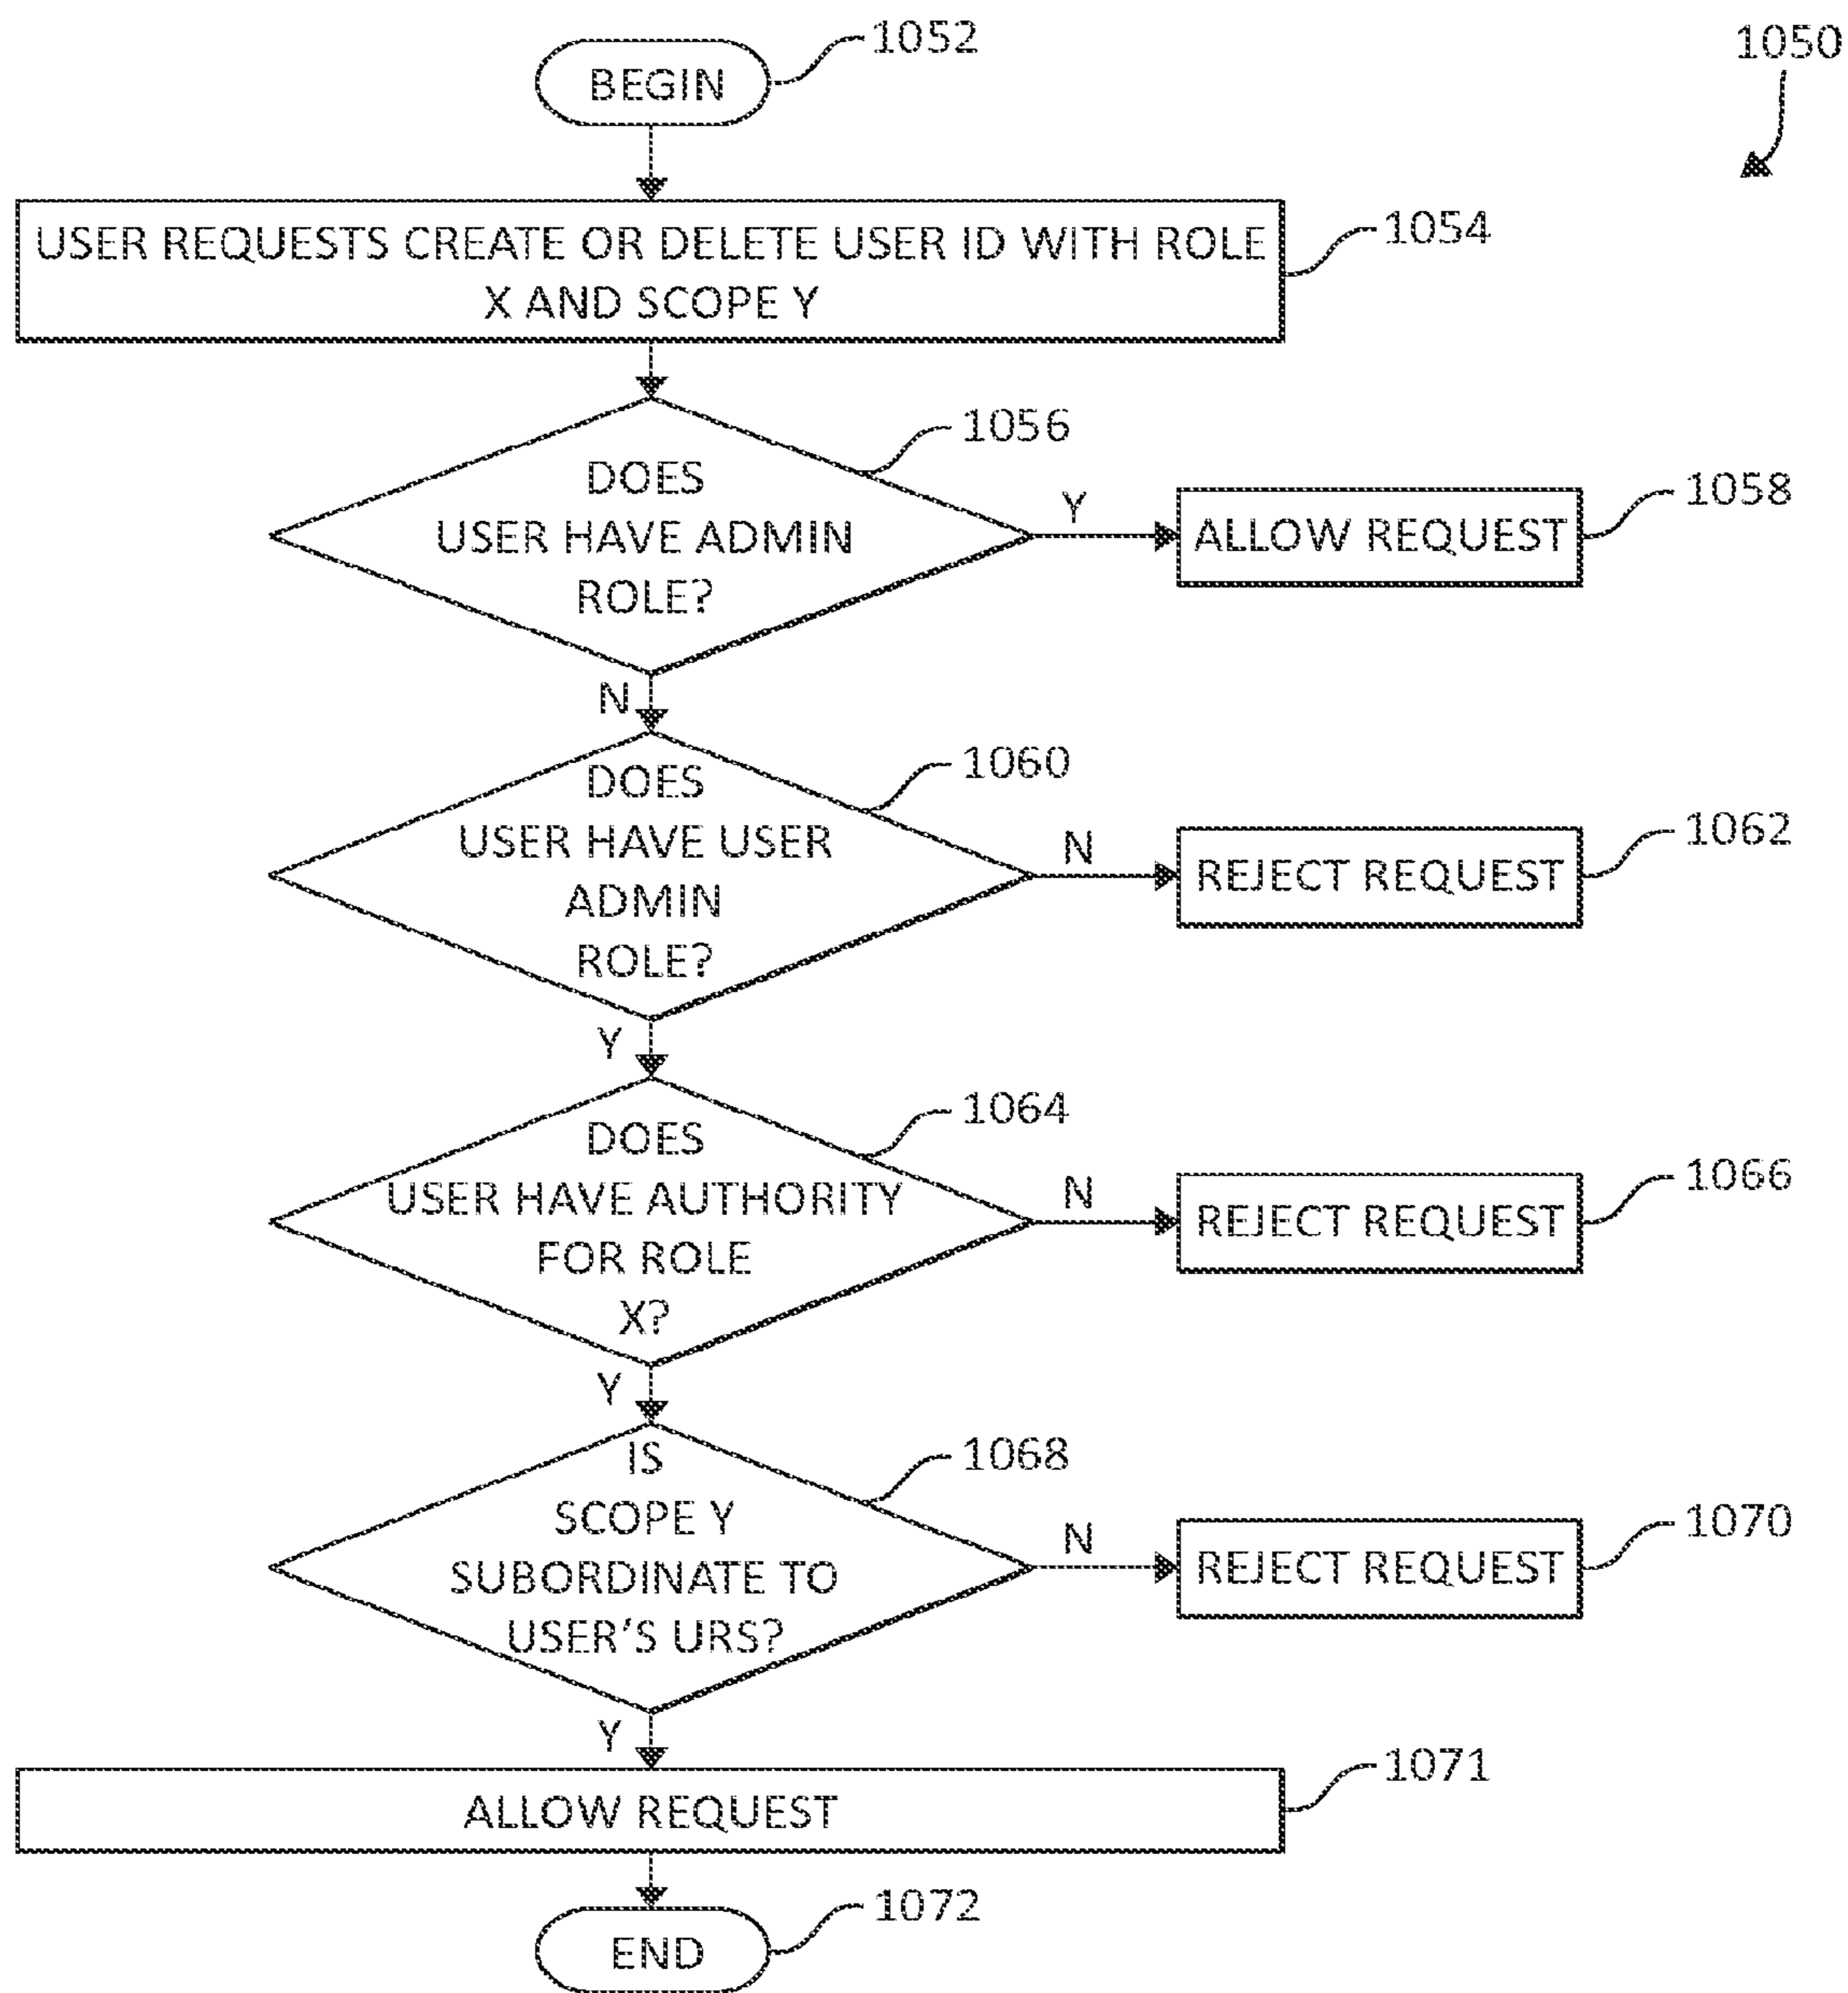 1052
1050
BEGIN
1054
USER REQUESTS CREATE OR DELETE USER ID WITH ROLE
X AND SCOPE Y
1056
DOES
USER HAVE ADMIN
ROLE?
Y
1058
ALLOW REQUEST
N
1060
DOES
USER HAVE USER
ADMIN
ROLE?
N
1062
REJECT REQUEST
Y
1064
DOES
USER HAVE AUTHORITY
FOR ROLE
X?
N
1066
REJECT REQUEST
Y
1068
IS
SCOPE Y
SUBORDINATE TO
USER'S URS?
N
1070
REJECT REQUEST
Y
1071
ALLOW REQUEST
1072
END